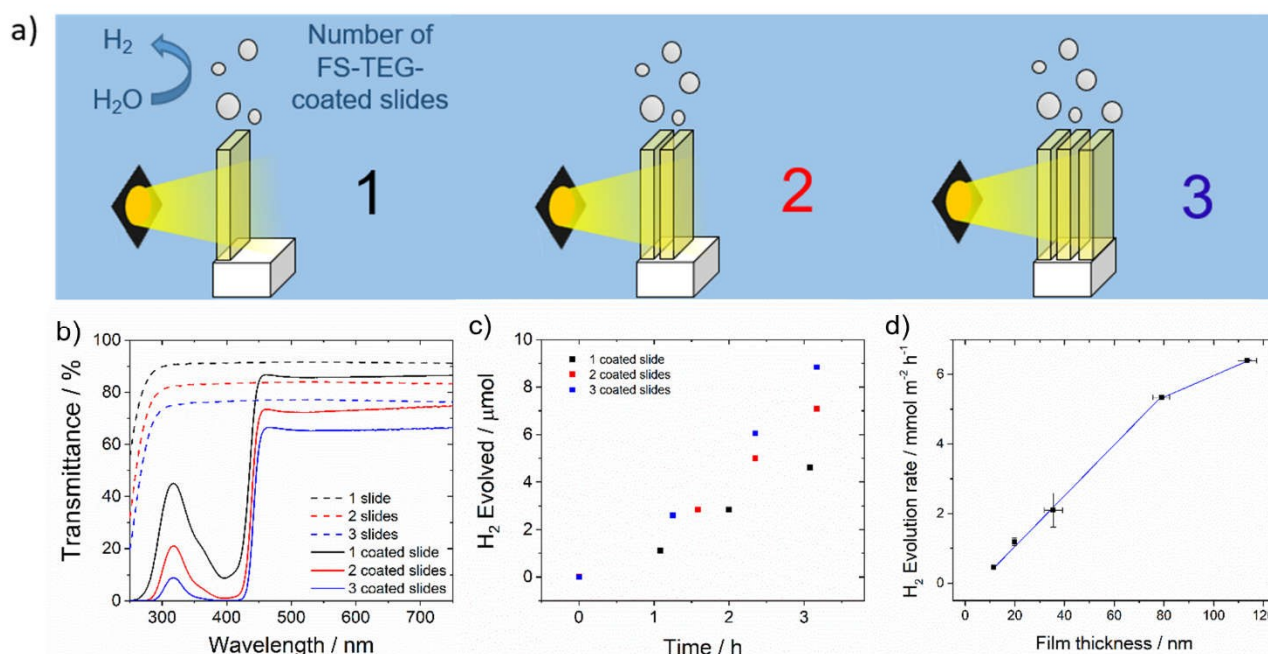 a)
H₂
H₂O
Number of
FS-TEG-
coated slides
1
2
3
b)
100
80
60
40
20
0
Transmittance / %
300
400
500
600
700
Wavelength / nm
1 slide
2 slides
3 slides
1 coated slide
2 coated slides
3 coated slides
c)
10
8
6
4
2
0
H₂ Evolved / μmol
0
1
2
3
Time / h
1 coated slide
2 coated slides
3 coated slides
d)
6
4
2
0
H₂ Evolution rate / mmol m⁻² h⁻¹
0
20
40
60
80
100
120
Film thickness / nm